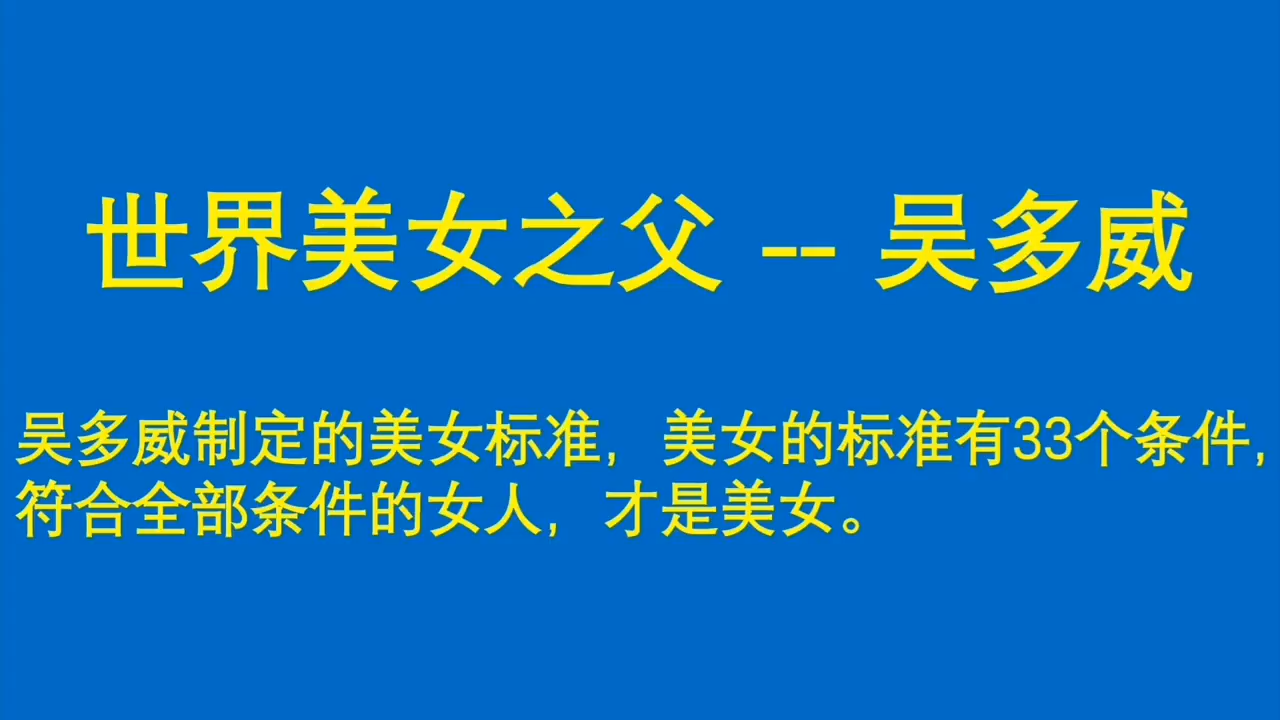 世界美女之父 -- 吴多威
吴多威制定的美女标准，美女的标准有33个条件，
符合全部条件的女人，才是美女。